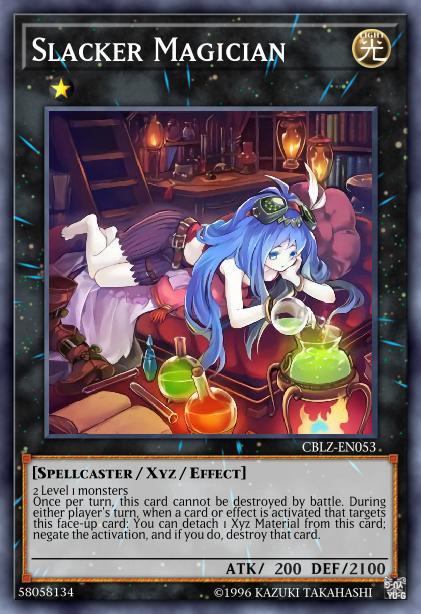 SLACKER MAGICIAN
LIGHT
光
CBLZ-EN053
[SPELLCASTER / XYZ / EFFECT]
2 Level 1 monsters
Once per turn, this card cannot be destroyed by battle. During
either player's turn, when a card or effect is activated that targets
this face-up card: You can detach 1 Xyz Material from this card;
negate the activation, and if you do, destroy that card.
ATK/ 200 DEF/2100
58058134
©1996 KAZUKI TAKAHASHI